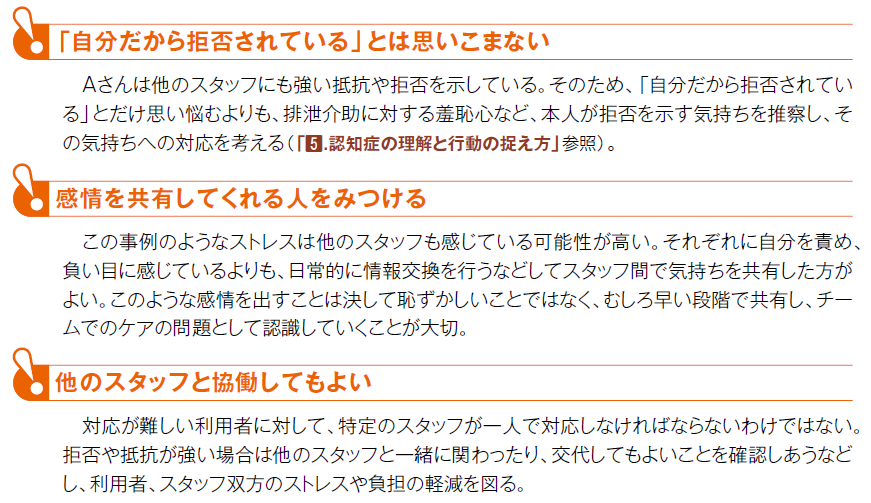 「自分だから拒否されている」とは思いこまない
Aさんは他のスタッフにも強い抵抗や拒否を示している。そのため、「自分だから拒否されてい
る」とだけ思い悩むよりも、排泄介助に対する羞恥心など、本人が拒否を示す気持ちを推察し、そ
の気持ちへの対応を考える（「5.認知症の理解と行動の捉え方」参照）。
感情を共有してくれる人をみつける
この事例のようなストレスは他のスタッフも感じている可能性が高い。それぞれに自分を責め、
負い目に感じているよりも、日常的に情報交換を行うなどしてスタッフ間で気持ちを共有した方が
よい。このような感情を出すことは決して恥ずかしいことではなく、むしろ早い段階で共有し、チー
ムでのケアの問題として認識していくことが大切。
他のスタッフと協働してもよい
対応が難しい利用者に対して、特定のスタッフが一人で対応しなければならないわけではない。
拒否や抵抗が強い場合は他のスタッフと一緒に関わったり、交代してもよいことを確認しあうなど
し、利用者、スタッフ双方のストレスや負担の軽減を図る。